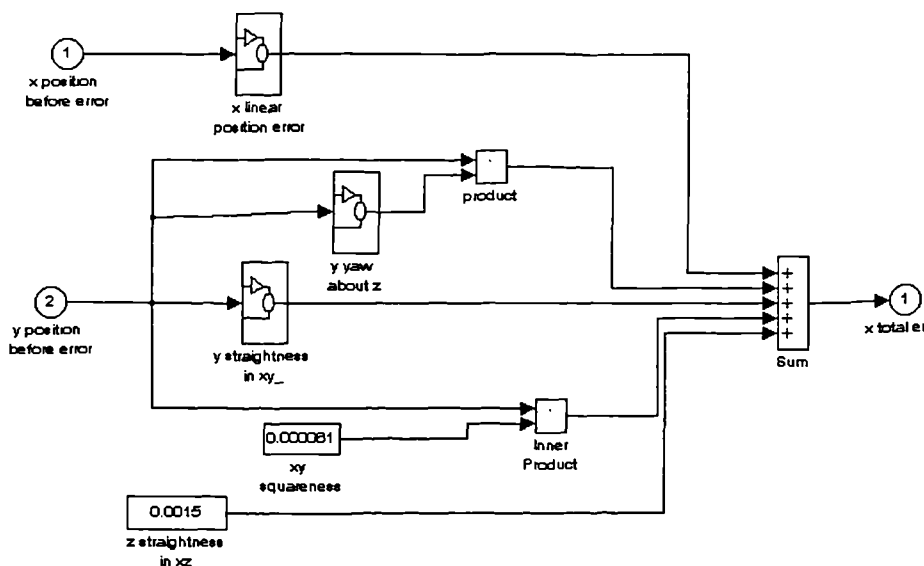 1
x position
before error
x linear
position error
product
y yaw
about z
2
y position
before error
y straightness
in xy_
+
+
+
+
+
Sum
1
x total er
0.000061
xy
squareness
Inner
Product
0.0015
z straightness
in xz